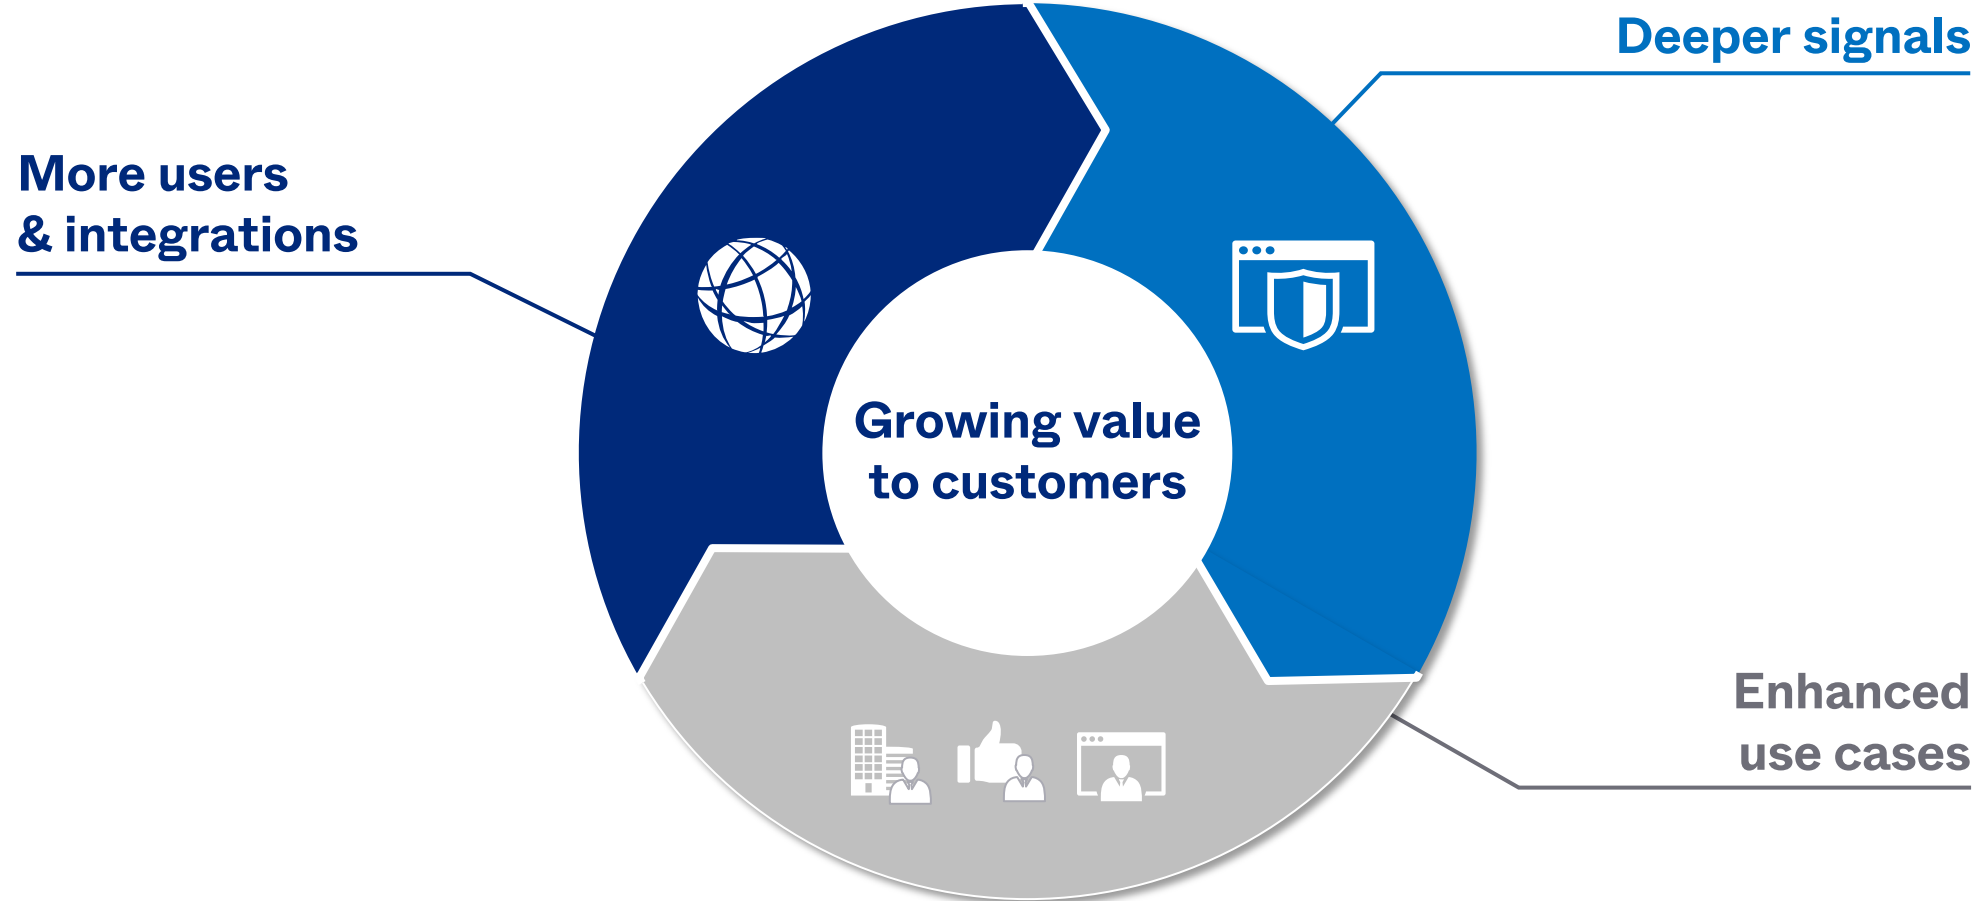 Deeper signals
More users
& integrations
Growing value
to customers
Enhanced
use cases